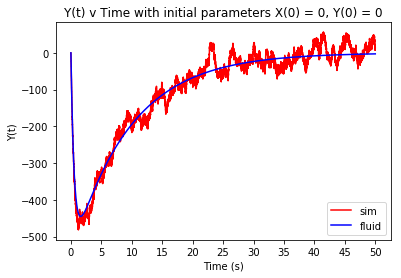 Y(t) v Time with initial parameters X(0) = 0, Y(0) = 0
0
−100
−200
−300
−400
−500
Y(t)
sim
fluid
0 5 10 15 20 25 30 35 40 45 50
Time (s)